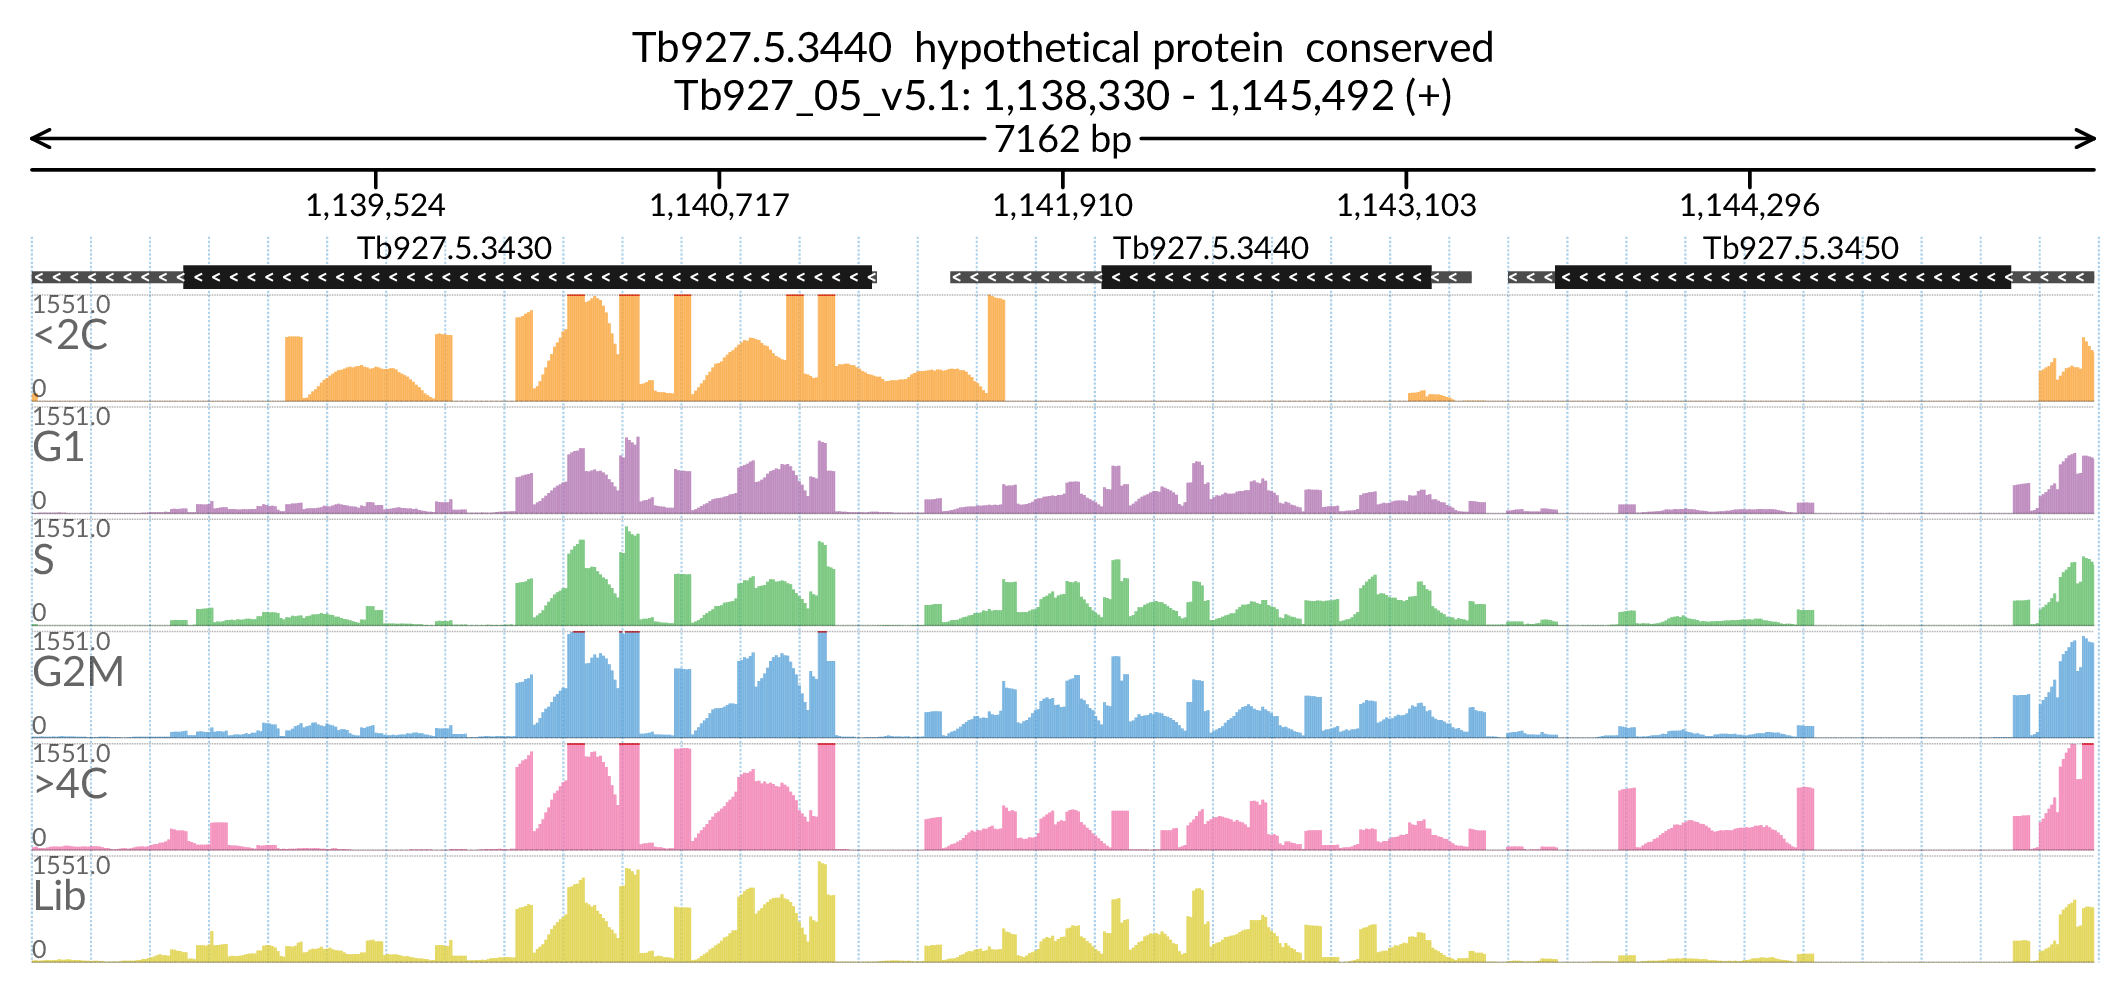 Tb927.5.3440 hypothetical protein conserved
Tb927_05_v5.1: 1,138,330 - 1,145,492 (+)
7162 bp
1,139,524 1,140,717 1,141,910 1,143,103 1,144,296
Tb927.5.3430 Tb927.5.3440 Tb927.5.3450
1551.0
<2C
0
1551.0
G1
0
1551.0
S
0
1551.0
G2M
0
1551.0
>4C
0
1551.0
Lib
0